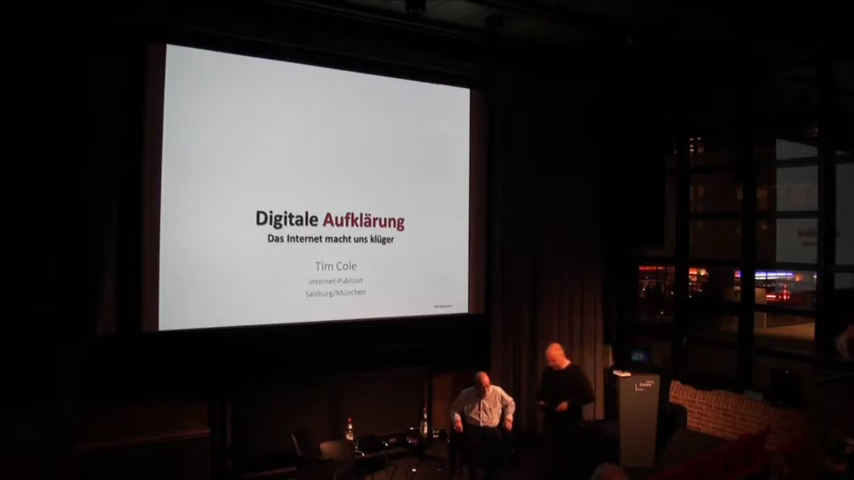 Digitale Aufklärung
Das Internet macht uns klüger
Tim Cole
Internet-Publizist
Salzburg/München